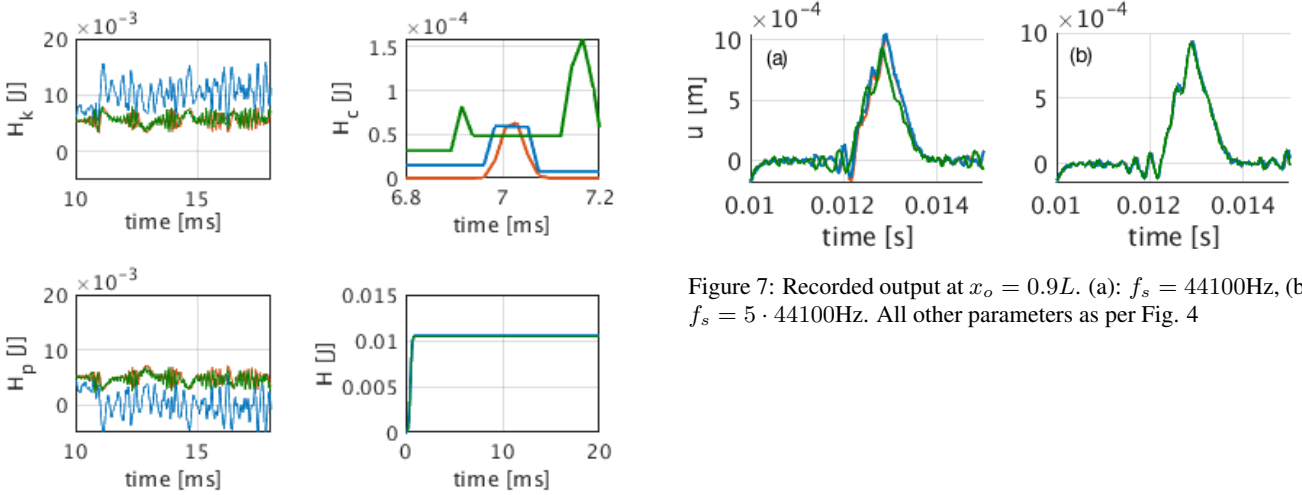 ×10⁻³
20
10
0
H_k [J]
10
15
time [ms]
×10⁻⁴
1.5
1
0.5
0
H_c [J]
6.8
7
7.2
time [ms]
×10⁻³
20
10
0
H_p [J]
10
15
time [ms]
0.015
0.01
0.005
0
H [J]
0
10
20
time [ms]
×10⁻⁴
(a)
10
5
0
u [m]
0.01
0.012
0.014
time [s]
×10⁻⁴
(b)
10
5
0
0.01
0.012
0.014
time [s]
Figure 7: Recorded output at x_o = 0.9L. (a): f_s = 44100Hz, (b
f_s = 5 · 44100Hz. All other parameters as per Fig. 4